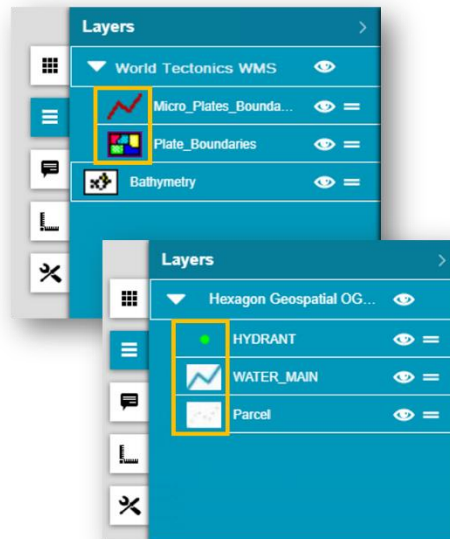 Layers
World Tectonics WMS
Micro_Plates_Bounda...
Plate_Boundaries
Bathymetry
Layers
Hexagon Geospatial OG...
HYDRANT
WATER_MAIN
Parcel